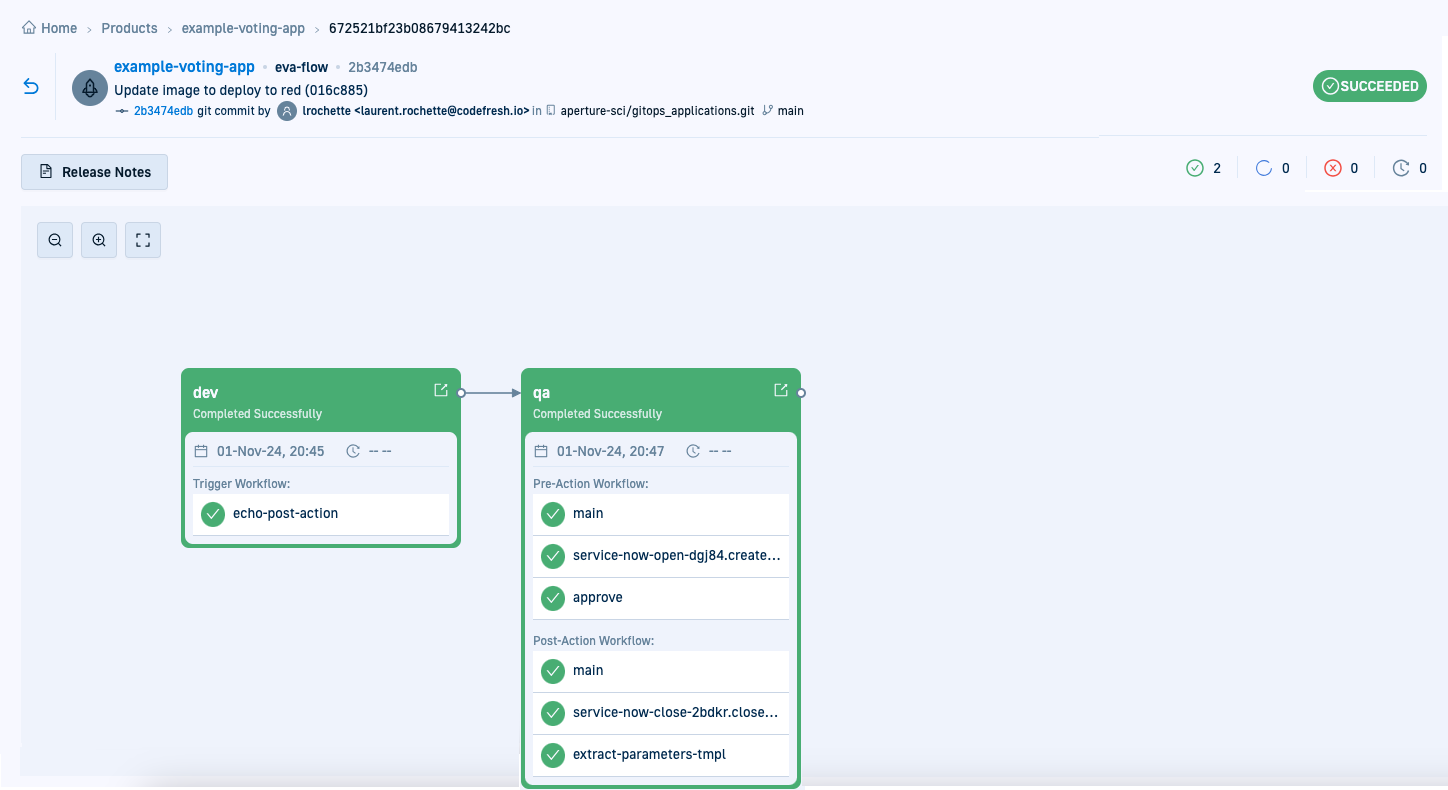 Home > Products > example-voting-app > 672521bf23b08679413242bc
example-voting-app • eva-flow • 2b3474edb
Update image to deploy to red (016c885)
2b3474edb git commit by lrochette <laurent.rochette@codefresh.io> in aperture-sci/gitops_applications.git main
SUCCEEDED
Release Notes
2 0 0 0
dev
Completed Successfully
01-Nov-24, 20:45 -- --
Trigger Workflow:
echo-post-action
qa
Completed Successfully
01-Nov-24, 20:47 -- --
Pre-Action Workflow:
main
service-now-open-dgj84.create...
approve
Post-Action Workflow:
main
service-now-close-2bdkr.close...
extract-parameters-tmpl